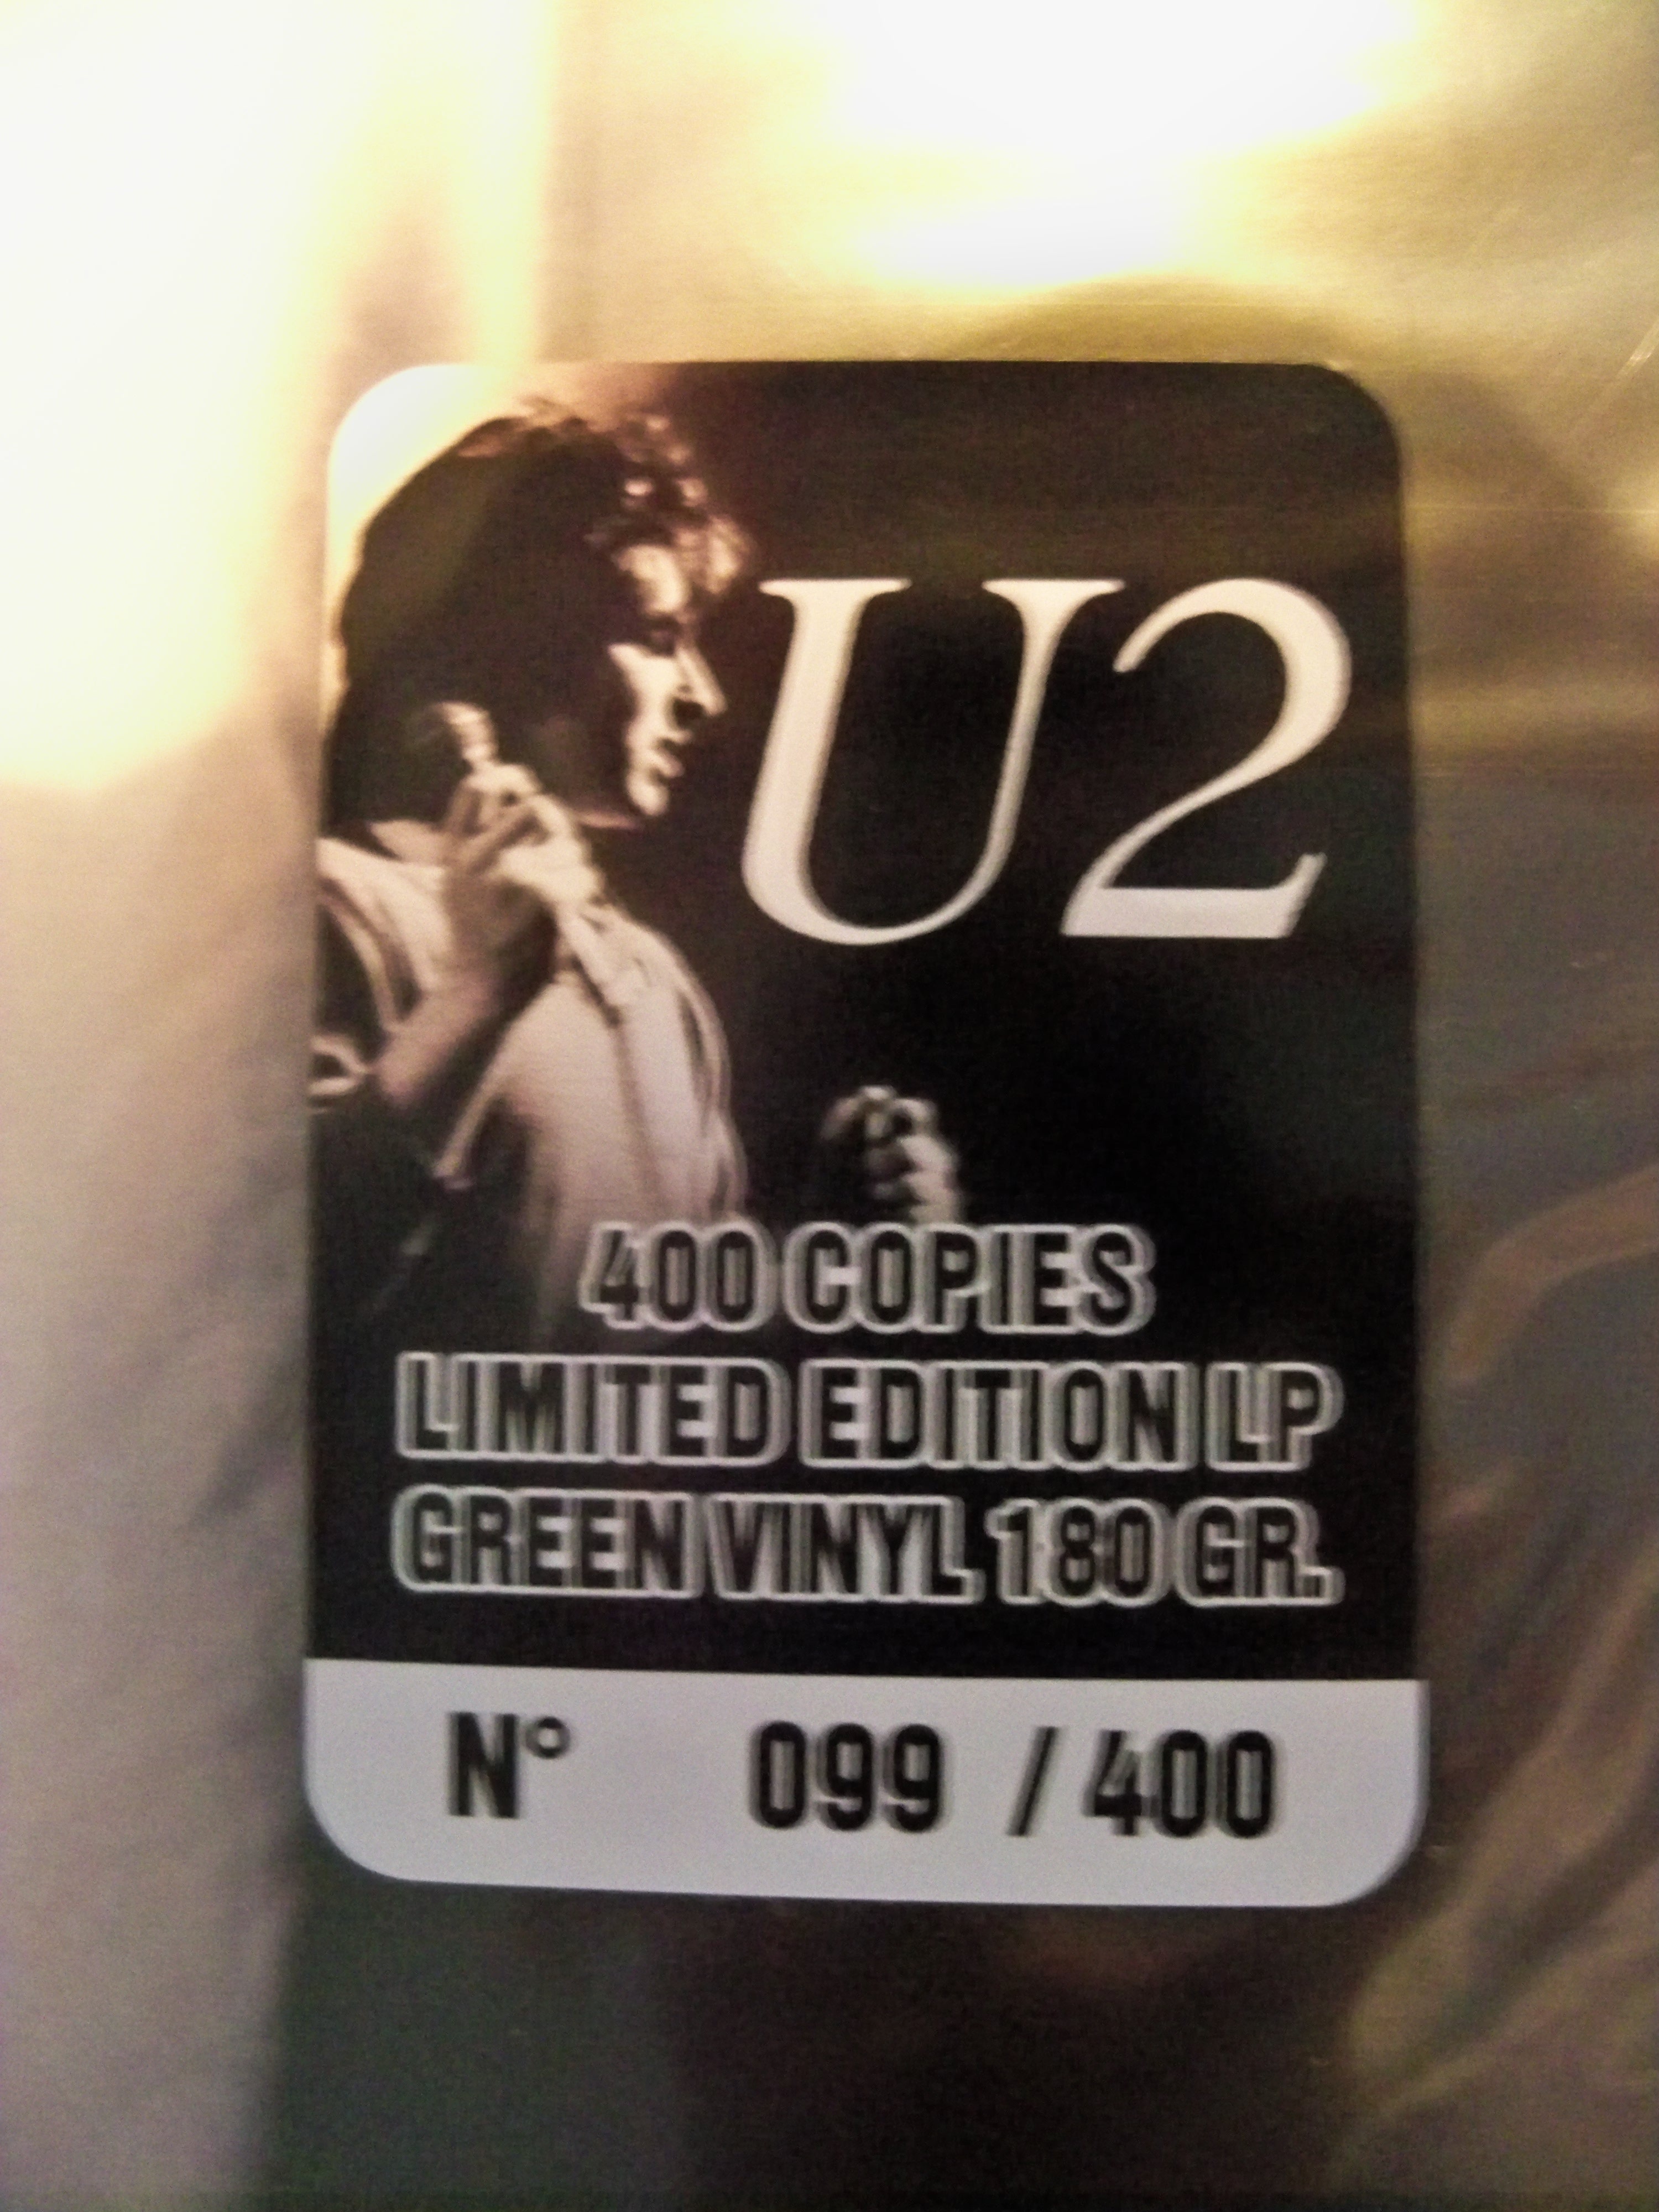 U2
400 COPIES
LIMITED EDITION LP
GREEN VINYL 180 GR.
N° 099 / 400